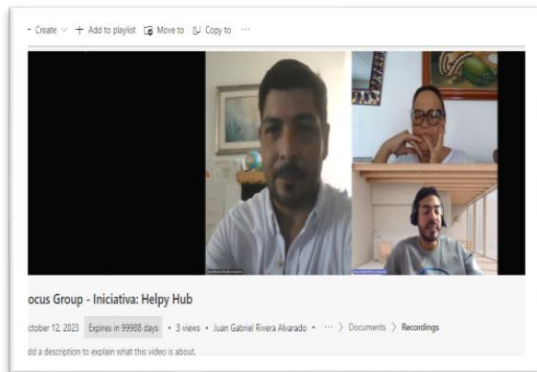 Create + Add to playlist Move to Copy to ···
ocus Group - Iniciativa: Helpy Hub
ctober 12, 2023 Expires in 99988 days • 3 views • Juan Gabriel Rivera Alvarado • ··· > Documents > Recordings
dd a description to explain what this video is about.